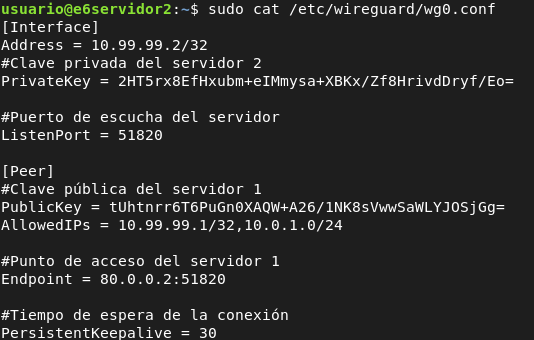 usuario@e6servidor2:~$ sudo cat /etc/wireguard/wg0.conf
[Interface]
Address = 10.99.99.2/32
#Clave privada del servidor 2
PrivateKey = 2HT5rx8EfHxubm+eIMmysa+XBKx/Zf8HrivdDryf/Eo=
#Puerto de escucha del servidor
ListenPort = 51820
[Peer]
#Clave pública del servidor 1
PublicKey = tUhtnrr6T6PuGn0XAQW+A26/1NK8sVwwSaWLYJOSjGg=
AllowedIPs = 10.99.99.1/32,10.0.1.0/24
#Punto de acceso del servidor 1
Endpoint = 80.0.0.2:51820
#Tiempo de espera de la conexión
PersistentKeepalive = 30